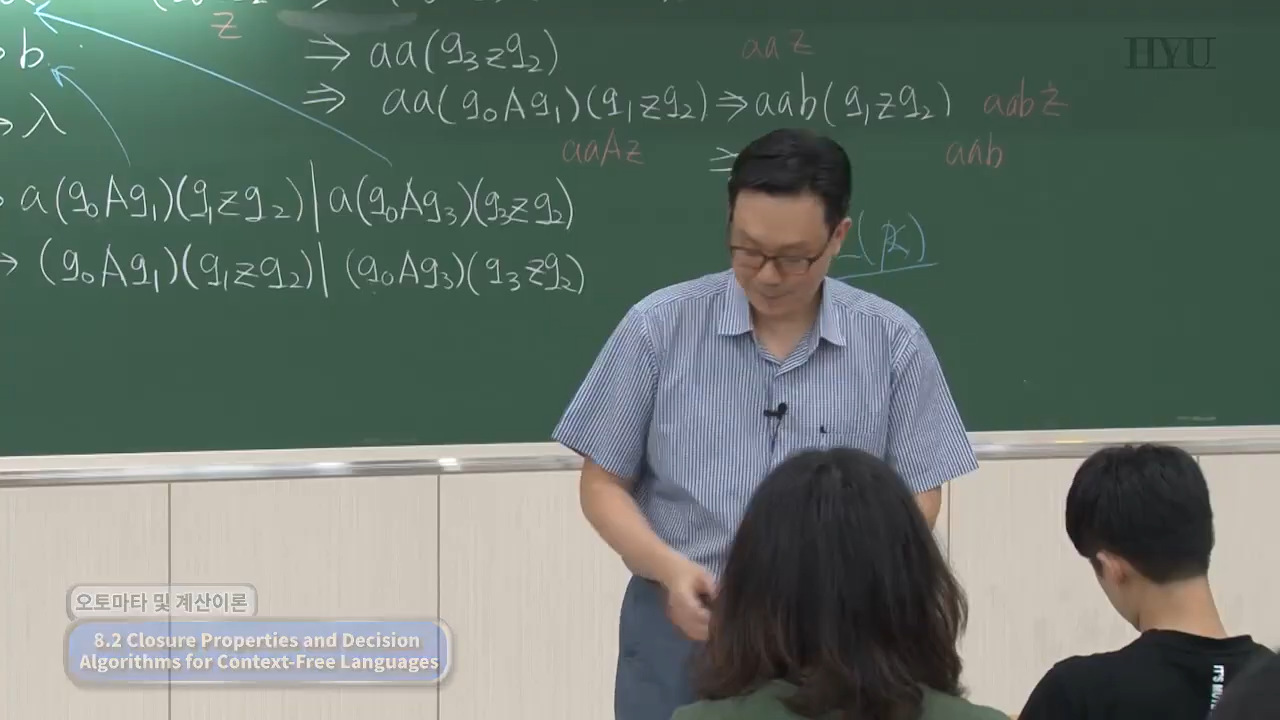 z
⇒ aa(q₃zq₂) aaz HYU
b
⇒ aa(q₀Aq₁)(q₁zq₂) ⇒ aab(q₁zq₂) aabz
→ λ
aaAz ⇒ aab
a(q₀Aq₁)(q₁zq₂)|a(q₀Aq₃)(q₃zq₂)
→ (q₀Aq₁)(q₁zq₂)|(q₀Aq₃)(q₃zq₂)
오토마타 및 계산이론
8.2 Closure Properties and Decision
Algorithms for Context-Free Languages